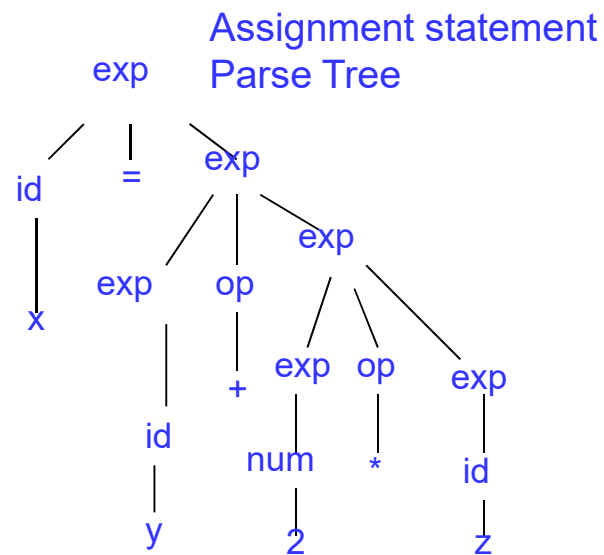 Assignment statement
Parse Tree
exp
id = exp
x
exp op exp
+
exp op exp
id num * id
y 2 z